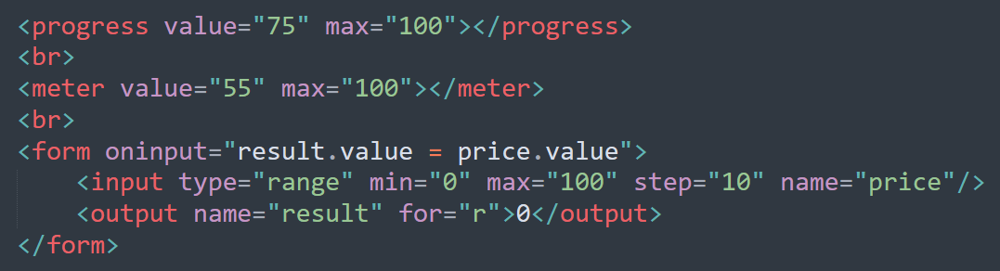 <progress value="75" max="100"></progress>
<br>
<meter value="55" max="100"></meter>
<br>
<form oninput="result.value = price.value">
    <input type="range" min="0" max="100" step="10" name="price"/>
    <output name="result" for="r">0</output>
</form>